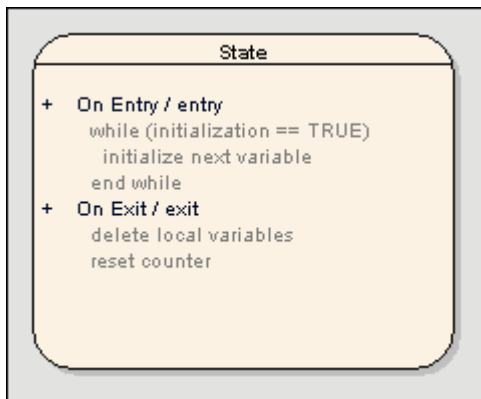 State
+ On Entry / entry
while (initialization == TRUE)
initialize next variable
end while
+ On Exit / exit
delete local variables
reset counter